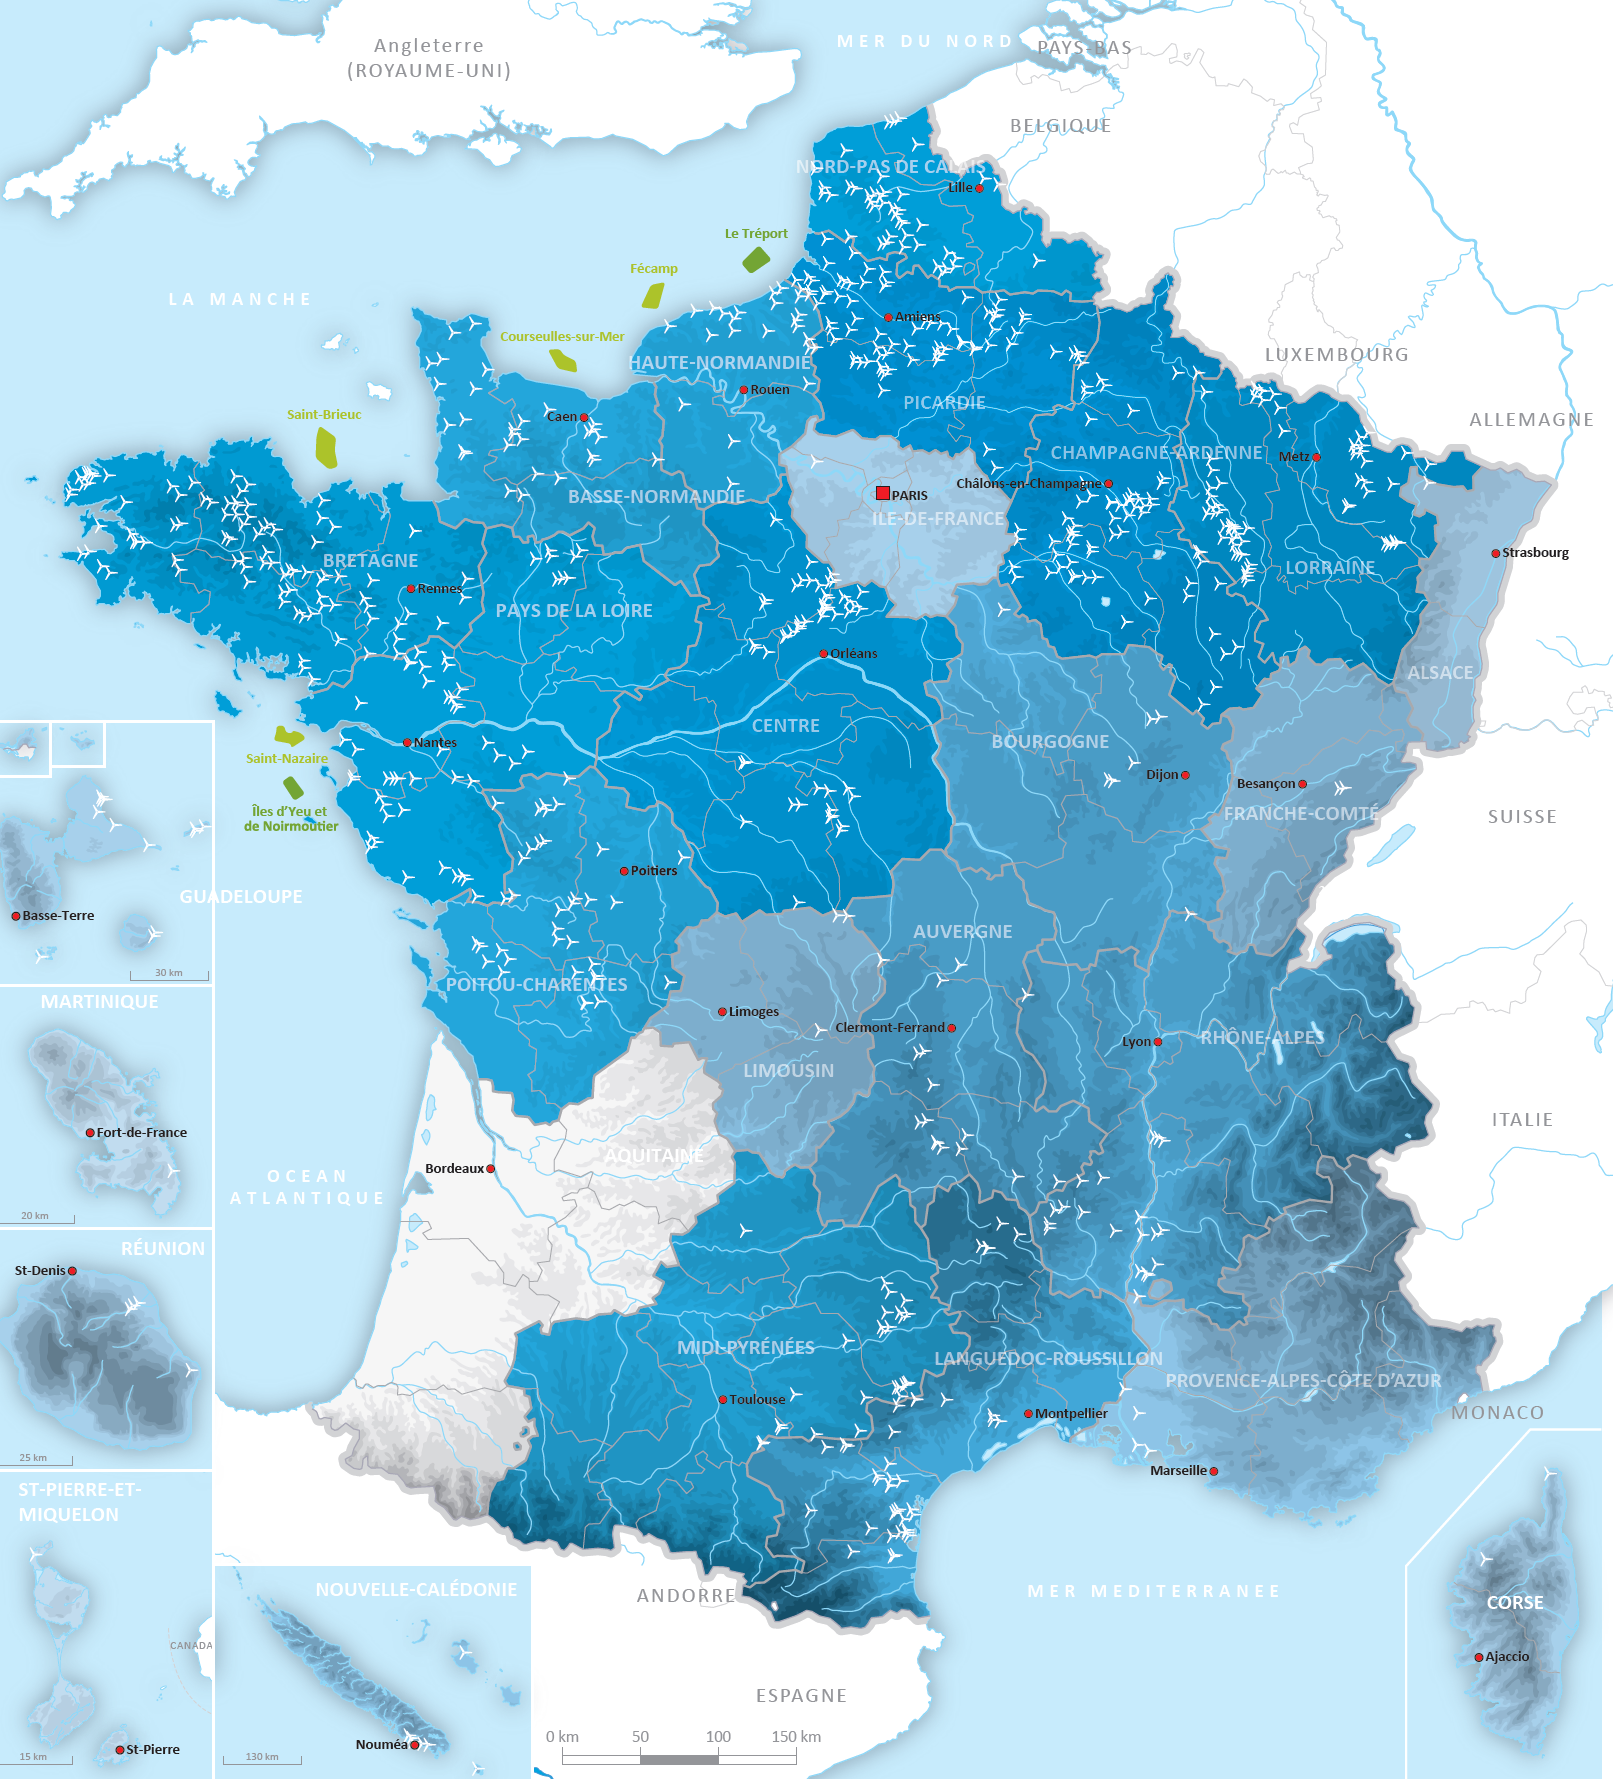 Angleterre
(ROYAUME-UNI)
MER DU NORD
PAYS-BAS
BELGIQUE
NORD-PAS DE CALAIS
Lille
Le Tréport
Fécamp
LA MANCHE
Courseulles-sur-Mer
Amiens
LUXEMBOURG
HAUTE-NORMANDIE
Rouen
PICARDIE
ALLEMAGNE
Saint-Brieuc
Caen
CHAMPAGNE-ARDENNE
Metz
Châlons-en-Champagne
BASSE-NORMANDIE
PARIS
ILE-DE-FRANCE
Strasbourg
BRETAGNE
LORRAINE
Rennes
PAYS DE LA LOIRE
Orléans
ALSACE
CENTRE
Nantes
BOURGOGNE
Saint-Nazaire
Dijon
Besançon
Îles d'Yeu et
de Noirmoutier
FRANCHE-COMTÉ
SUISSE
Poitiers
GUADELOUPE
Basse-Terre
AUVERGNE
30 km
POITOU-CHARENTES
MARTINIQUE
Limoges
Clermont-Ferrand
Lyon
RHÔNE-ALPES
LIMOUSIN
Fort-de-France
ITALIE
AQUITAINE
Bordeaux
OCEAN
ATLANTIQUE
20 km
RÉUNION
St-Denis
MIDI-PYRÉNÉES
LANGUEDOC-ROUSSILLON
PROVENCE-ALPES-CÔTE D'AZUR
Toulouse
Montpellier
MONACO
25 km
Marseille
ST-PIERRE-ET-
MIQUELON
NOUVELLE-CALÉDONIE
ANDORRE
MER MEDITERRANEE
CORSE
CANADA
Ajaccio
ESPAGNE
0 km 50 100 150 km
Nouméa
St-Pierre
15 km
130 km